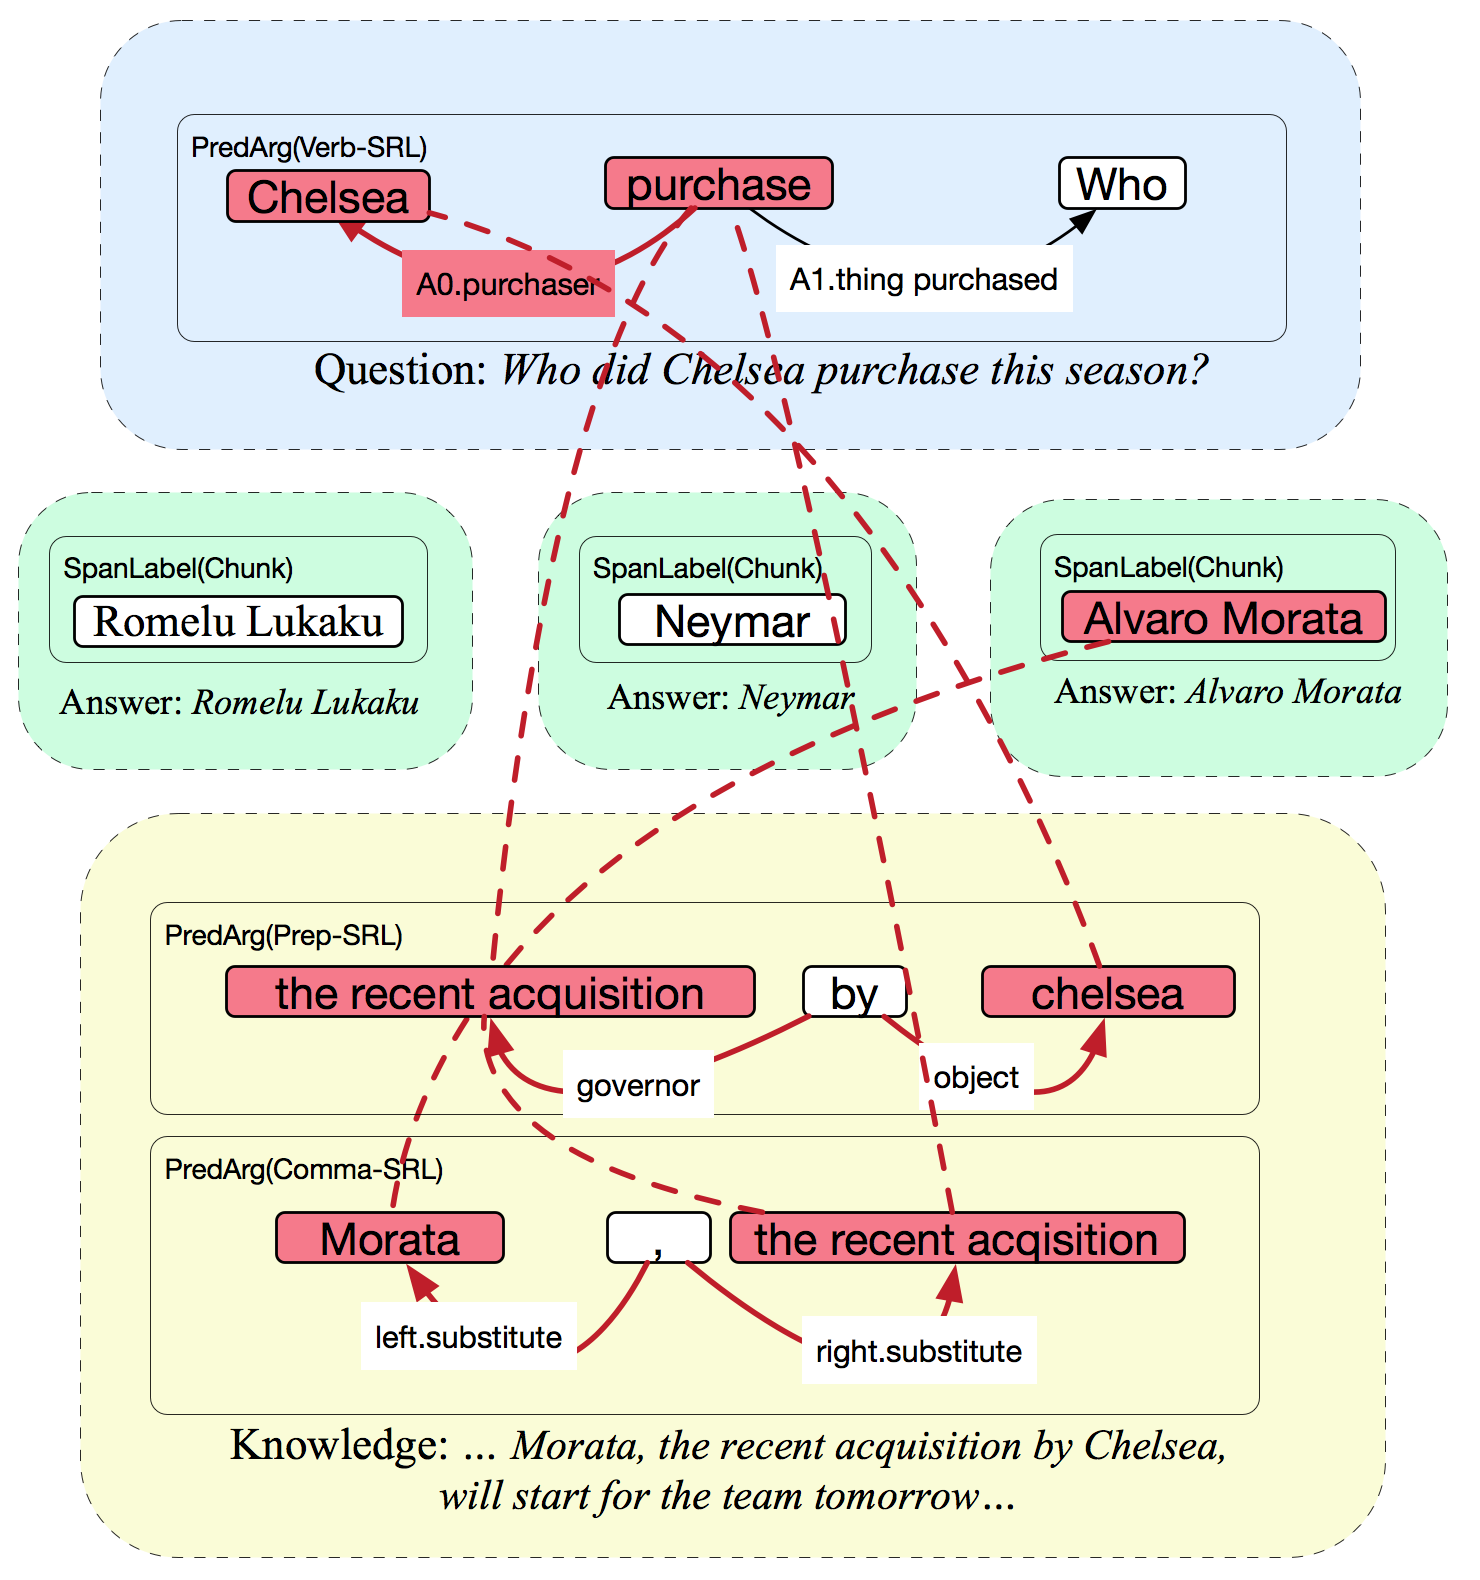 PredArg(Verb-SRL)
Chelsea
purchase
Who
A0.purchaser
A1.thing purchased
Question: Who did Chelsea purchase this season?
SpanLabel(Chunk)
Romelu Lukaku
Answer: Romelu Lukaku
SpanLabel(Chunk)
Neymar
Answer: Neymar
SpanLabel(Chunk)
Alvaro Morata
Answer: Alvaro Morata
PredArg(Prep-SRL)
the recent acquisition
by
chelsea
governor
object
PredArg(Comma-SRL)
Morata
,
the recent acqisition
left.substitute
right.substitute
Knowledge: ... Morata, the recent acquisition by Chelsea,
will start for the team tomorrow...